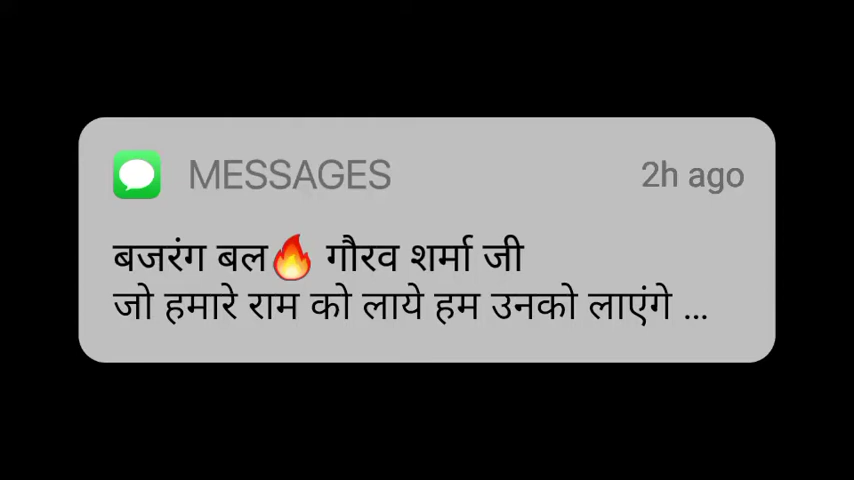 MESSAGES 2h ago
बजरंग बल🔥 गौरव शर्मा जी
जो हमारे राम को लाये हम उनको लाएंगे ...